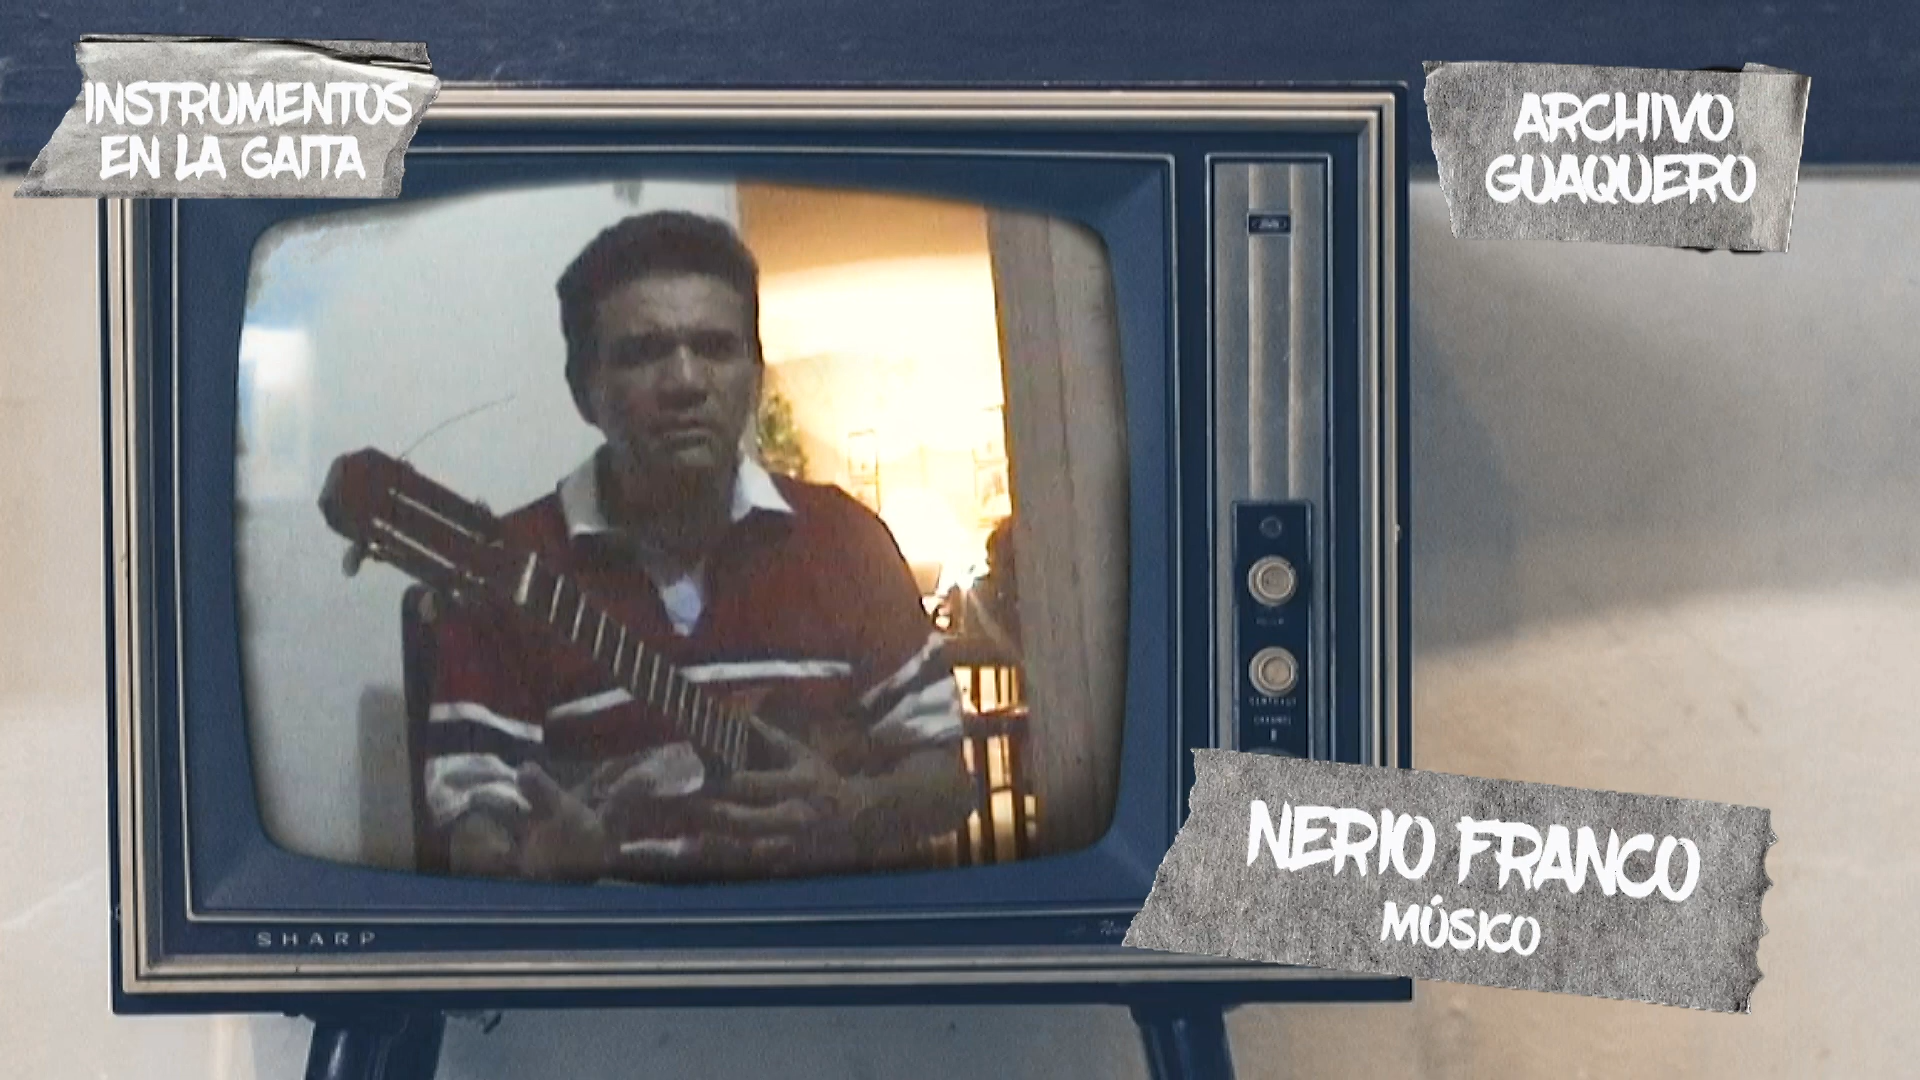 INSTRUMENTOS
EN LA GAITA
ARCHIVO
GUAQUERO
NERIO FRANCO
MÚSICO
SHARP